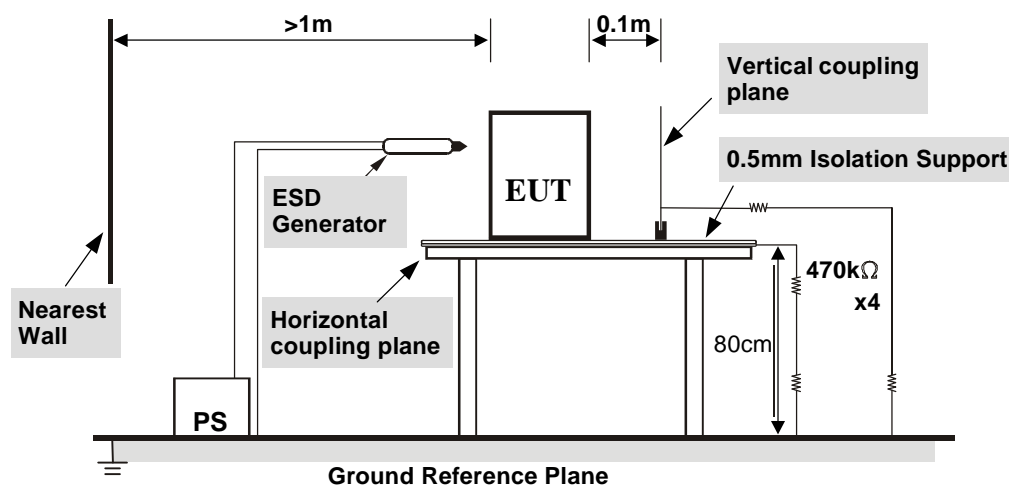 >1m
0.1m
Vertical coupling
plane
0.5mm Isolation Support
ESD
Generator
EUT
470kΩ
x4
Nearest
Wall
Horizontal
coupling plane
80cm
PS
Ground Reference Plane